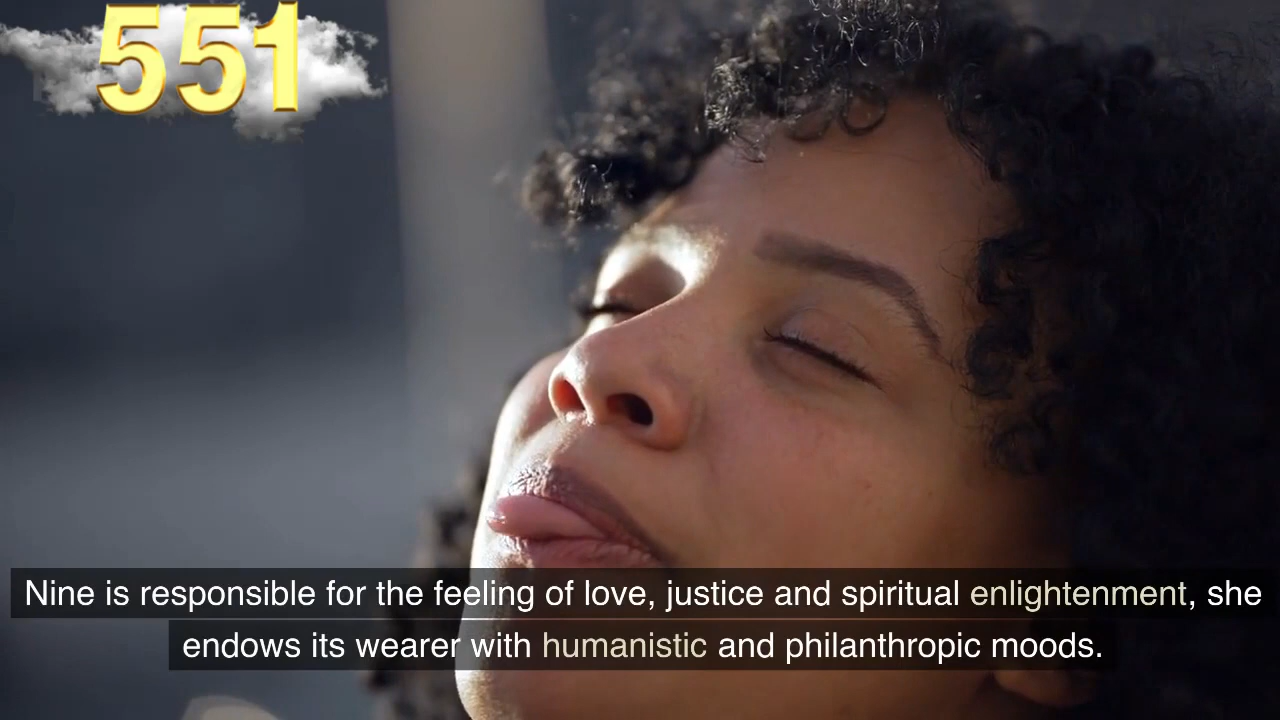 551
Nine is responsible for the feeling of love, justice and spiritual enlightenment, she
endows its wearer with humanistic and philanthropic moods.